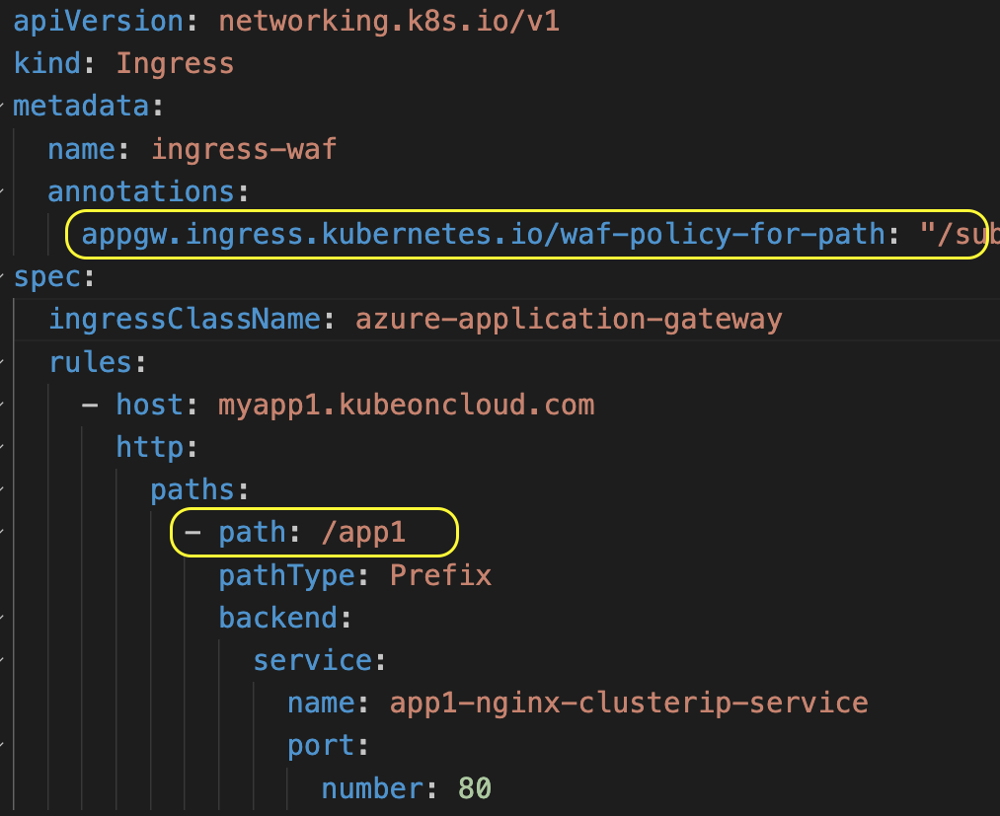 apiVersion: networking.k8s.io/v1
kind: Ingress
metadata:
  name: ingress-waf
  annotations:
    appgw.ingress.kubernetes.io/waf-policy-for-path: "/sub
spec:
  ingressClassName: azure-application-gateway
  rules:
    - host: myapp1.kubeoncloud.com
      http:
        paths:
          - path: /app1
            pathType: Prefix
            backend:
              service:
                name: app1-nginx-clusterip-service
                port:
                  number: 80